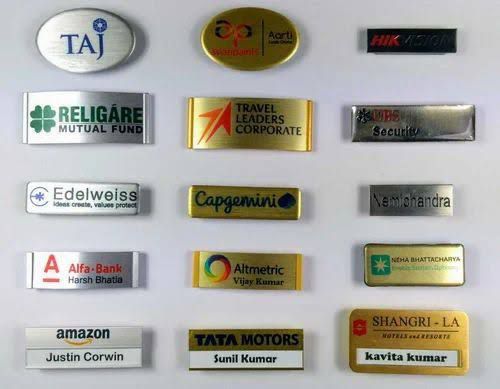 TAJ
asianpaints
Aarti
HIKVISION
RELIGARE
MUTUAL FUND
TRAVEL
LEADERS
CORPORATE
Security
Edelweiss
Ideas create, values protect
Capgemini
Nemichandra
A Alfa·Bank
Harsh Bhatia
Altmetric
Vijay Kumar
NEHA BHATTACHARYA
amazon
Justin Corwin
TATA MOTORS
Sunil Kumar
SHANGRI-LA
HOTELS and RESORTS
kavita kumar